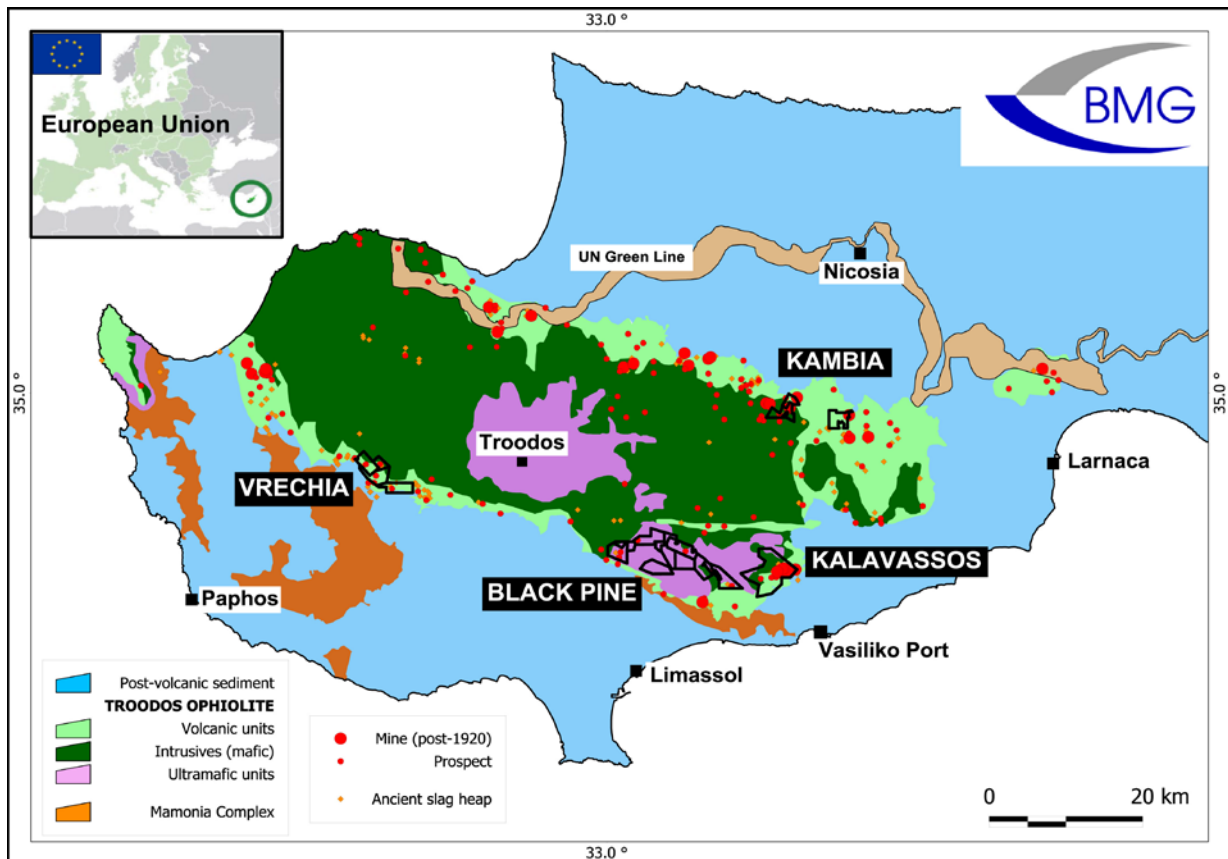 33.0 °
European Union
BMG
UN Green Line
Nicosia
KAMBIA
35.0 °
35.0 °
Troodos
Larnaca
VRECHIA
KALAVASSOS
BLACK PINE
Paphos
Vasiliko Port
Limassol
Post-volcanic sediment
TROODOS OPHIOLITE
Volcanic units
Intrusives (mafic)
Ultramafic units
Mamonia Complex
Mine (post-1920)
Prospect
Ancient slag heap
0 20 km
33.0 °